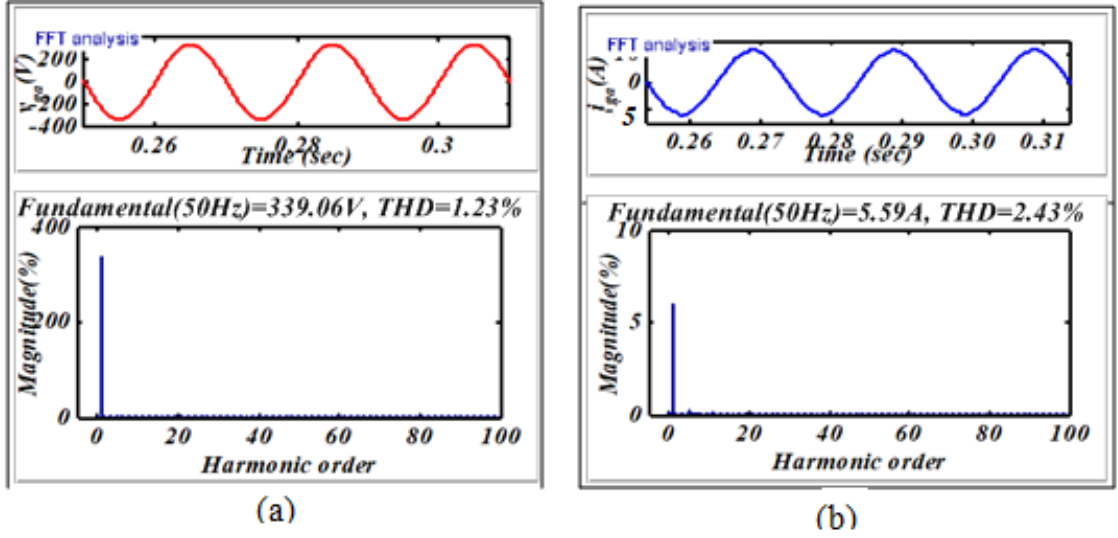 FFT analysis
v_ga (V)
200
0
-200
-400
0.26
0.28
0.3
Time (sec)
Fundamental(50Hz)=339.06V, THD=1.23%
Magnitude(%)
400
200
0
0
20
40
60
80
100
Harmonic order
(a)
FFT analysis
i_ga (A)
0
5
0.26
0.27
0.28
0.29
0.30
0.31
Time (sec)
Fundamental(50Hz)=5.59A, THD=2.43%
Magnitude(%)
10
5
0
0
20
40
60
80
100
Harmonic order
(b)